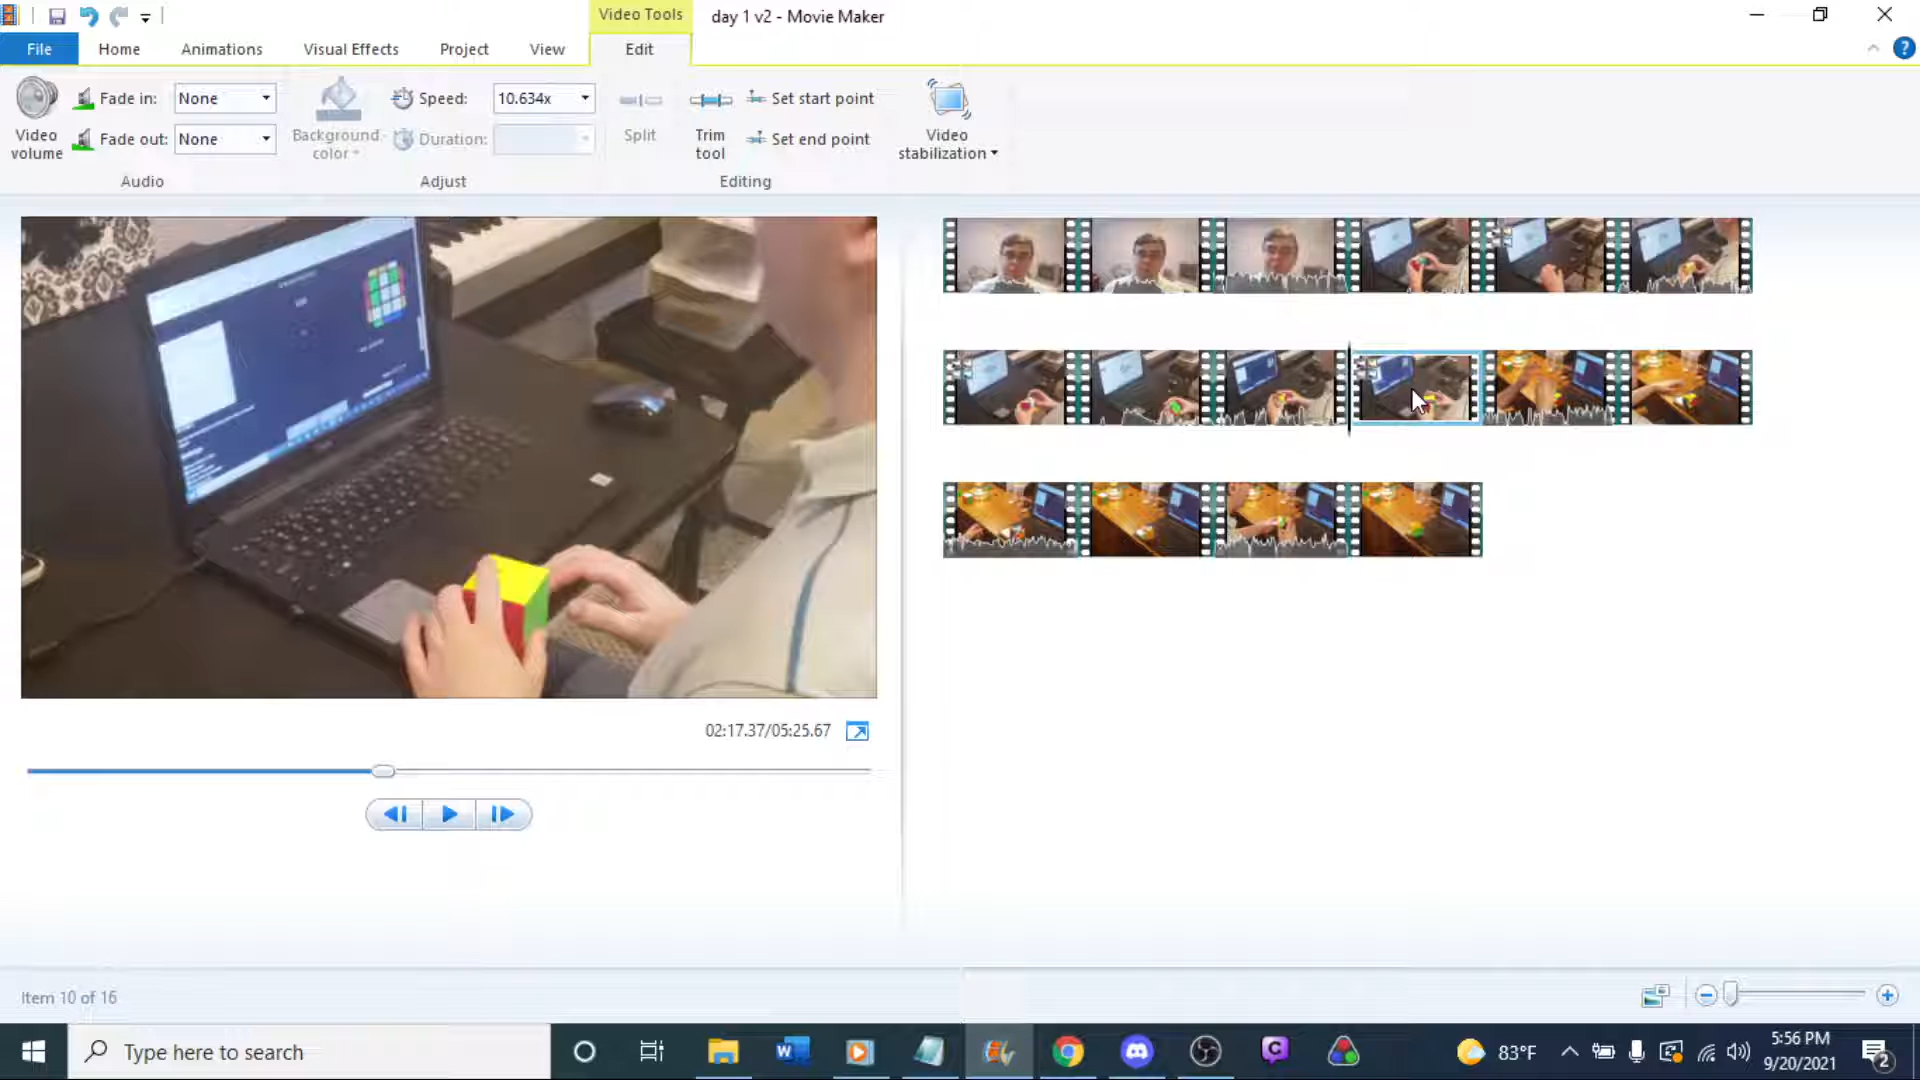 Video Tools
day 1 v2 - Movie Maker
File
Home
Animations
Visual Effects
Project
View
Edit
Video volume
Fade in: None
Fade out: None
Audio
Background color
Speed: 10.634x
Duration:
Adjust
Split
Trim tool
Set start point
Set end point
Editing
Video stabilization
02:17.37/05:25.67
Item 10 of 16
Type here to search
83°F
5:56 PM
9/20/2021
2